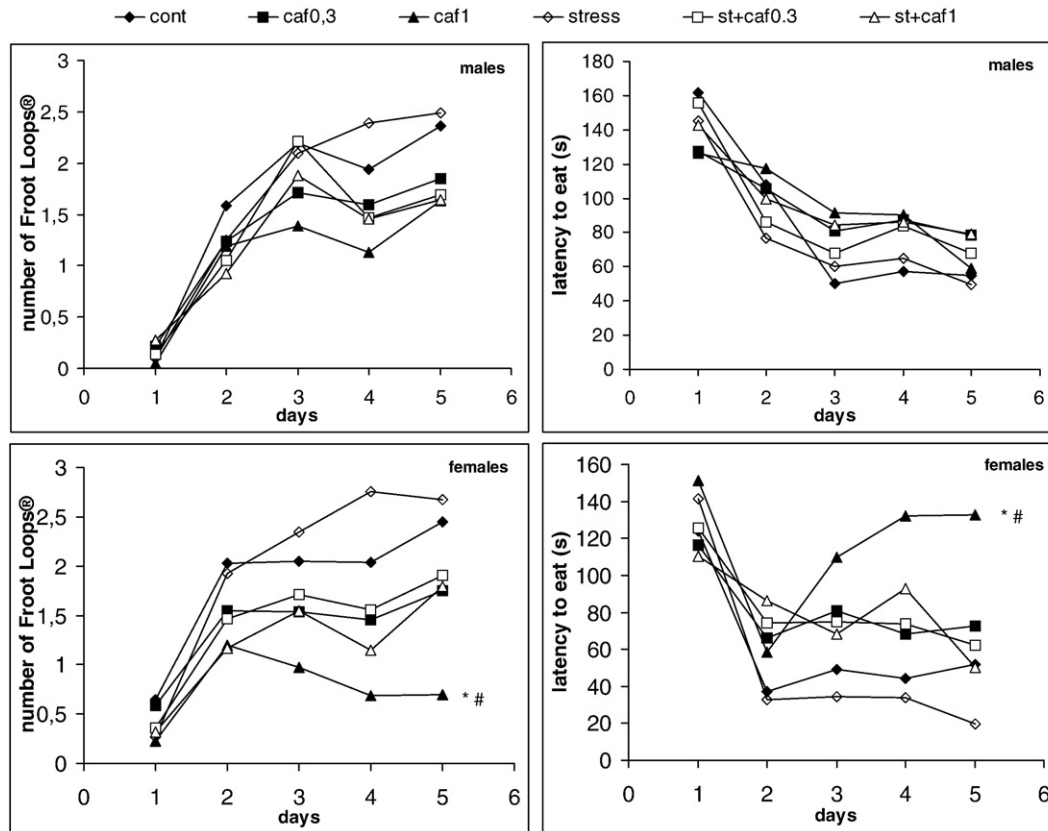 cont caf0,3 caf1 stress st+caf0.3 st+caf1
males
3
2,5
2
1,5
1
0,5
0
0 1 2 3 4 5 6
days
number of Froot Loops®
males
180
160
140
120
100
80
60
40
20
0
0 1 2 3 4 5 6
days
latency to eat (s)
females
3
2,5
2
1,5
1
0,5
0
* #
0 1 2 3 4 5 6
days
number of Froot Loops®
females
160
140
120
100
80
60
40
20
0
* #
0 1 2 3 4 5 6
days
latency to eat (s)